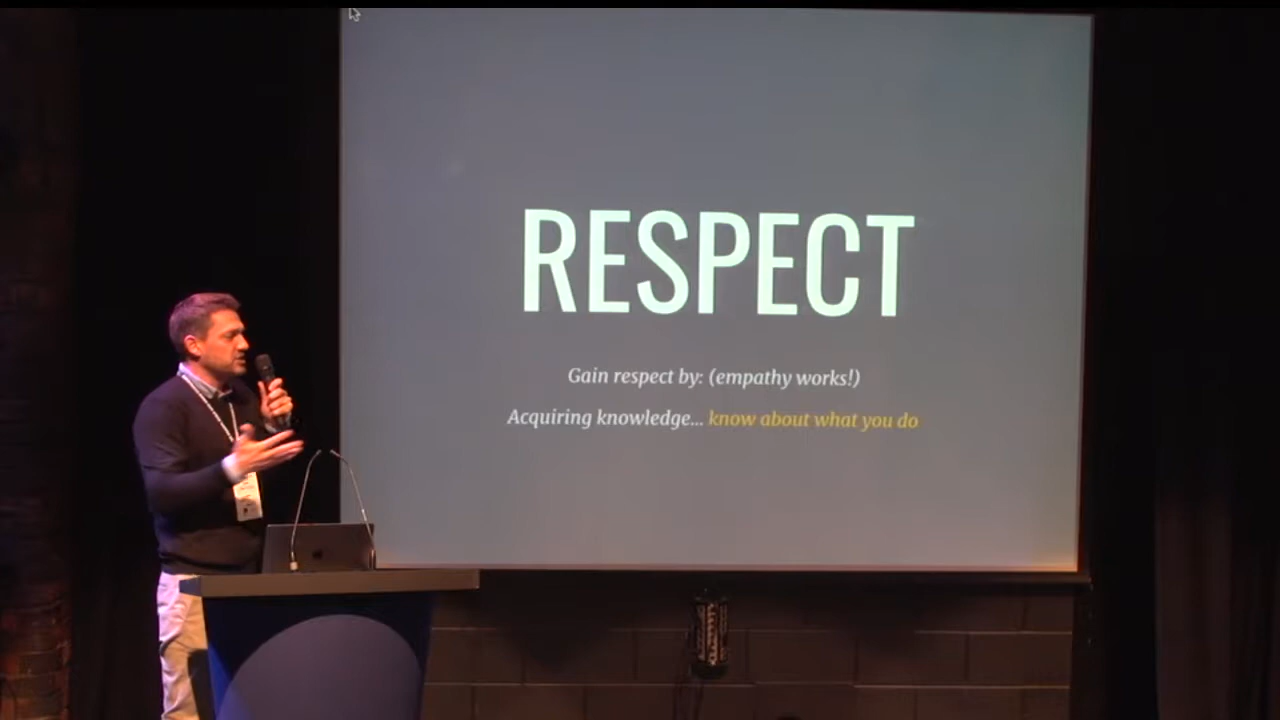 RESPECT
Gain respect by: (empathy works!)
Acquiring knowledge... know about what you do